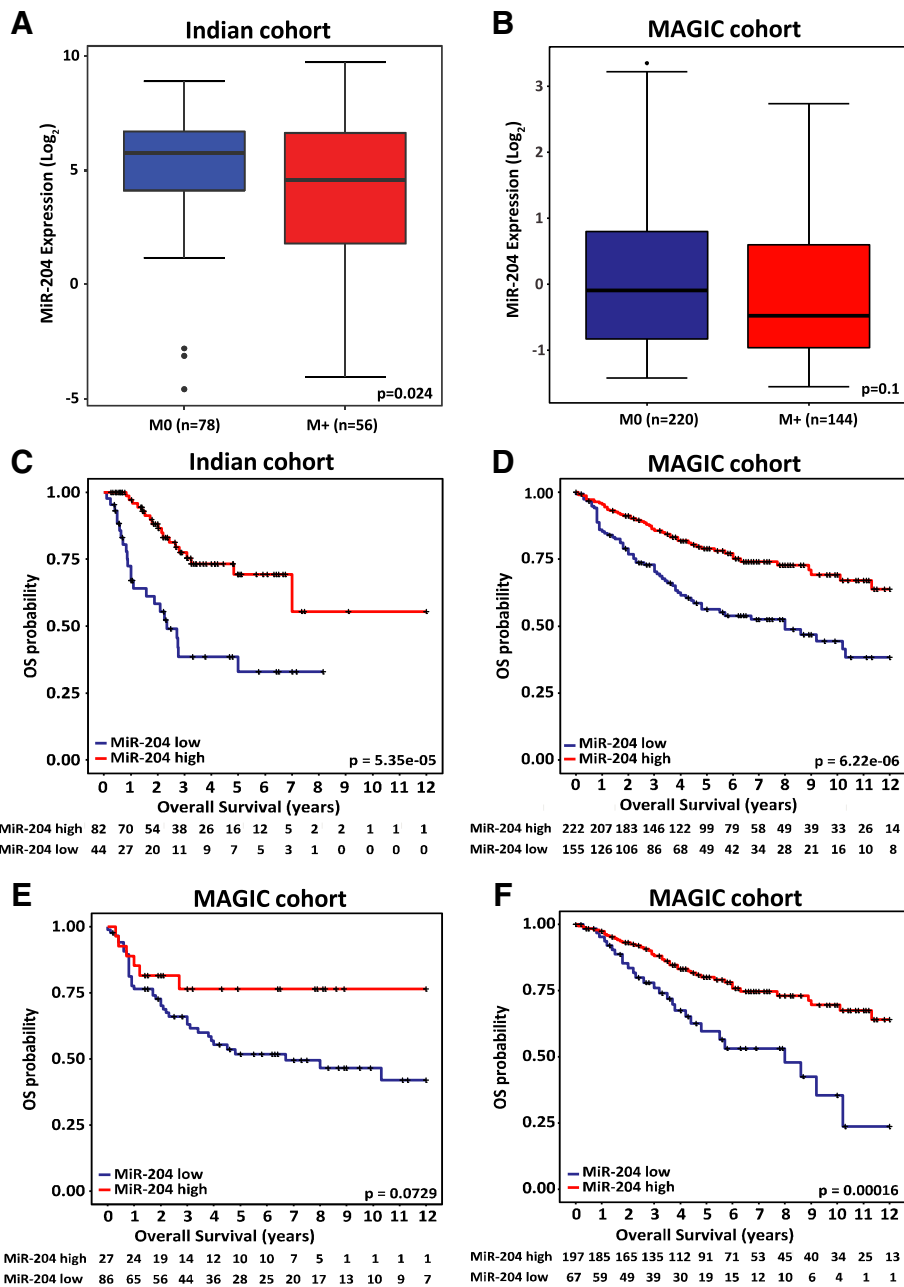 A
Indian cohort
MiR-204 Expression (Log2)
10
5
0
-5
p=0.024
M0 (n=78)
M+ (n=56)
B
MAGIC cohort
MiR-204 Expression (Log2)
3
2
1
0
-1
p=0.1
M0 (n=220)
M+ (n=144)
C
Indian cohort
OS probability
1.00
0.75
0.50
0.25
0.00
MiR-204 low
MiR-204 high
p = 5.35e-05
0 1 2 3 4 5 6 7 8 9 10 11 12
Overall Survival (years)
MiR-204 high 82 70 54 38 26 16 12 5 2 2 1 1 1
MiR-204 low 44 27 20 11 9 7 5 3 1 0 0 0 0
D
MAGIC cohort
OS probability
1.00
0.75
0.50
0.25
0.00
MiR-204 low
MiR-204 high
p = 6.22e-06
0 1 2 3 4 5 6 7 8 9 10 11 12
Overall Survival (years)
MiR-204 high 222 207 183 146 122 99 79 58 49 39 33 26 14
MiR-204 low 155 126 106 86 68 49 42 34 28 21 16 10 8
E
MAGIC cohort
OS probability
1.00
0.75
0.50
0.25
0.00
MiR-204 low
MiR-204 high
p = 0.0729
0 1 2 3 4 5 6 7 8 9 10 11 12
Overall Survival (years)
MiR-204 high 27 24 19 14 12 10 10 7 5 1 1 1 1
MiR-204 low 86 65 56 44 36 28 25 20 17 13 10 9 7
F
MAGIC cohort
OS probability
1.00
0.75
0.50
0.25
0.00
MiR-204 low
MiR-204 high
p = 0.00016
0 1 2 3 4 5 6 7 8 9 10 11 12
Overall Survival (years)
MiR-204 high 197 185 165 135 112 91 71 53 45 40 34 25 13
MiR-204 low 67 59 49 39 30 19 15 12 10 6 4 1 1